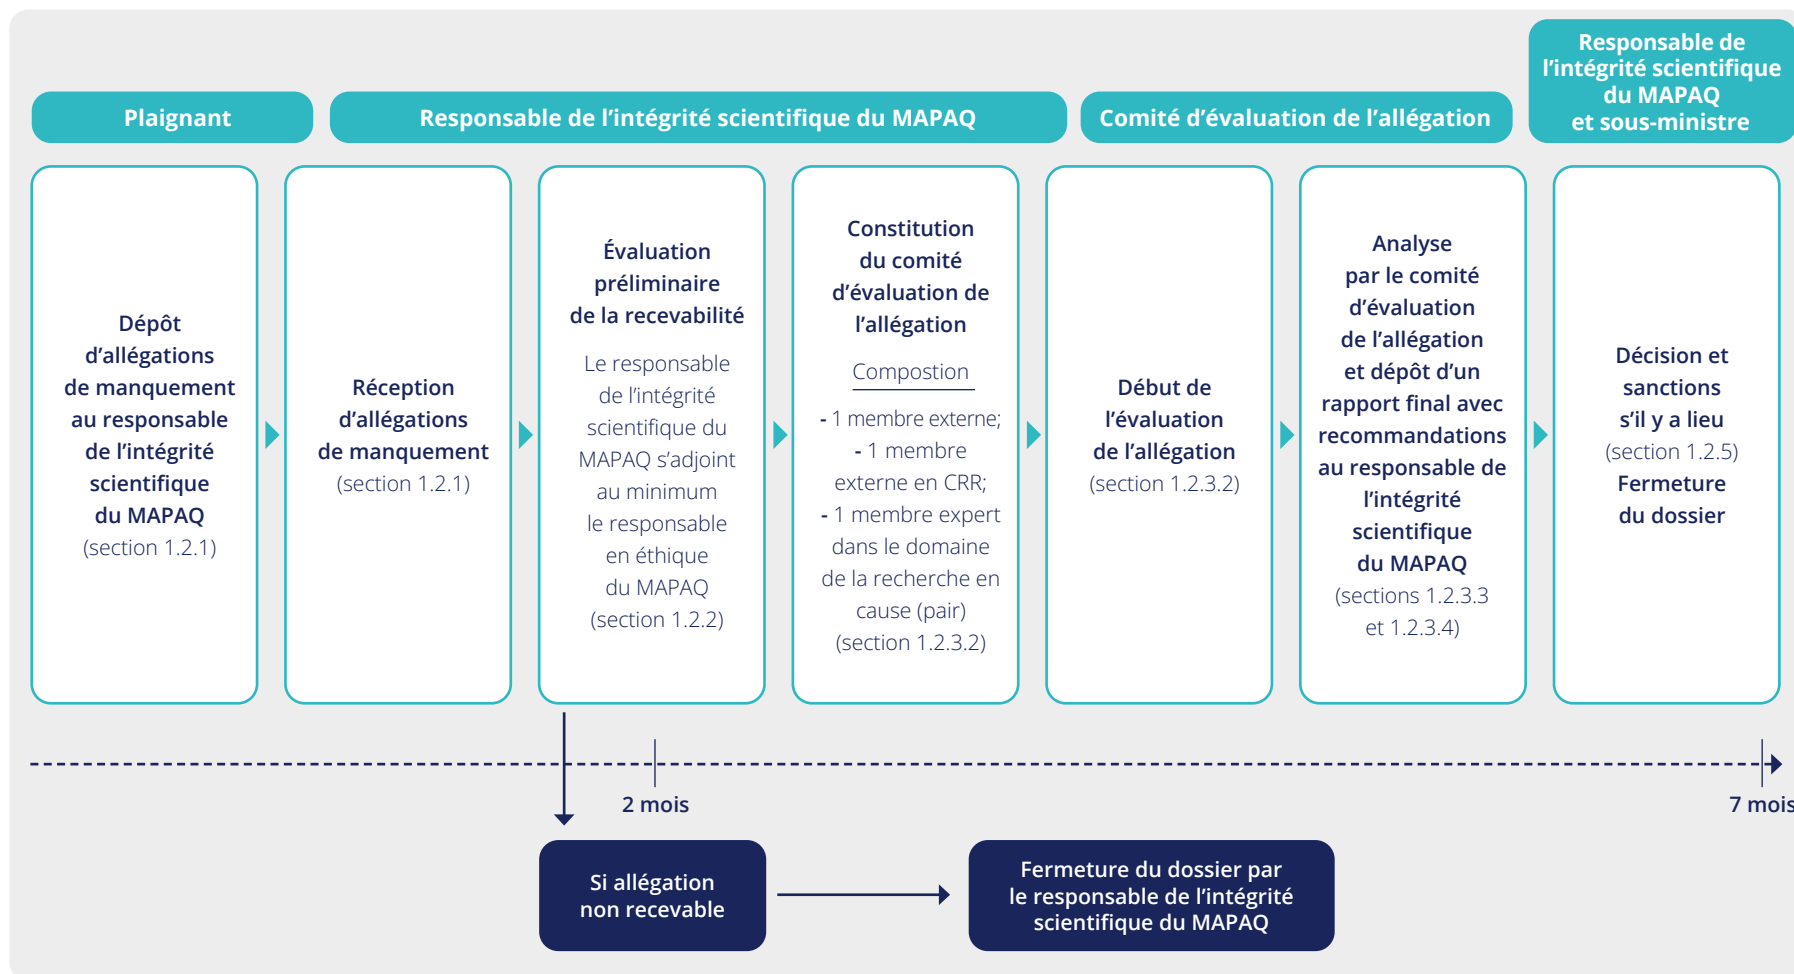 Plaignant
Responsable de l’intégrité scientifique du MAPAQ
Comité d’évaluation de l’allégation
Responsable de
l’intégrité scientifique
du MAPAQ
et sous-ministre
Dépôt
d’allégations
de manquement
au responsable
de l’intégrité
scientifique
du MAPAQ
(section 1.2.1)
Réception
d’allégations
de manquement
(section 1.2.1)
Évaluation
préliminaire
de la recevabilité
Le responsable
de l’intégrité
scientifique du
MAPAQ s’adjoint
au minimum
le responsable
en éthique
du MAPAQ
(section 1.2.2)
Constitution
du comité
d’évaluation de
l’allégation
Compostion
- 1 membre externe;
- 1 membre
externe en CRR;
- 1 membre expert
dans le domaine
de la recherche en
cause (pair)
(section 1.2.3.2)
Début de
l’évaluation
de l’allégation
(section 1.2.3.2)
Analyse
par le comité
d’évaluation
de l’allégation
et dépôt d’un
rapport final avec
recommandations
au responsable de
l’intégrité
scientifique
du MAPAQ
(sections 1.2.3.3
et 1.2.3.4)
Décision et
sanctions
s’il y a lieu
(section 1.2.5)
Fermeture
du dossier
2 mois
7 mois
Si allégation
non recevable
Fermeture du dossier par
le responsable de l’intégrité
scientifique du MAPAQ